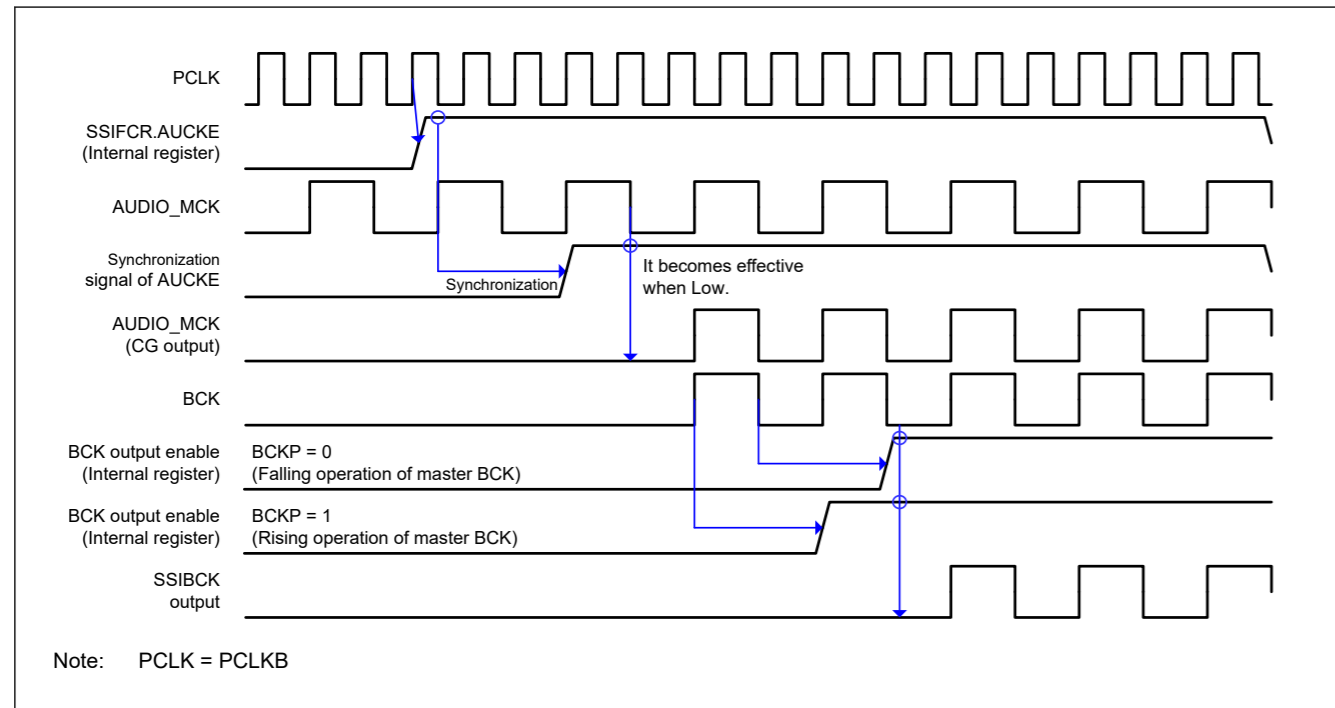 PCLK
SSIFCR.AUCKE
(Internal register)
AUDIO_MCK
Synchronization
signal of AUCKE
Synchronization
It becomes effective
when Low.
AUDIO_MCK
(CG output)
BCK
BCK output enable
(Internal register)
BCKP = 0
(Falling operation of master BCK)
BCK output enable
(Internal register)
BCKP = 1
(Rising operation of master BCK)
SSIBCK
output
Note: PCLK = PCLKB